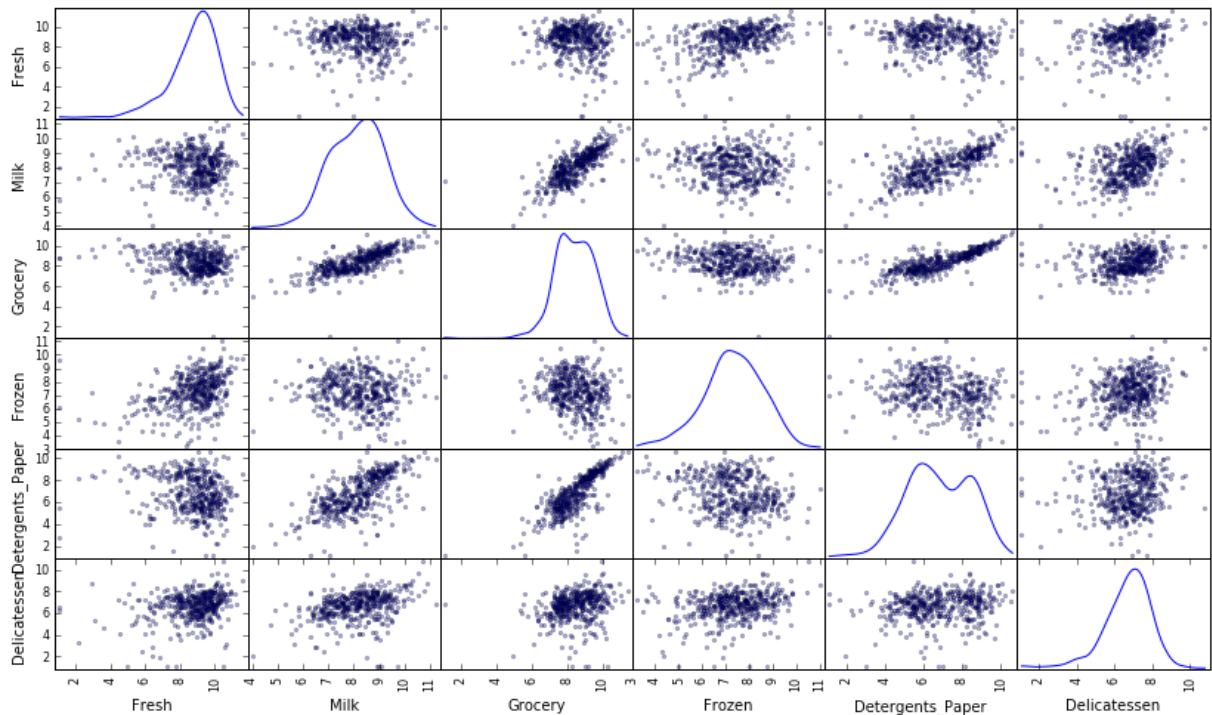 Fresh
10
8
6
4
2
Milk
11
10
9
8
7
6
5
4
Grocery
10
8
6
4
2
Frozen
11
10
9
8
7
6
5
4
3
Detergents_Paper
10
8
6
4
2
Delicatessen
10
8
6
4
2
2 4 6 8 10
4 5 6 7 8 9 10 11
2 4 6 8 10
3 4 5 6 7 8 9 10 11
2 4 6 8 10
2 4 6 8 10
Fresh Milk Grocery Frozen Detergents_Paper Delicatessen